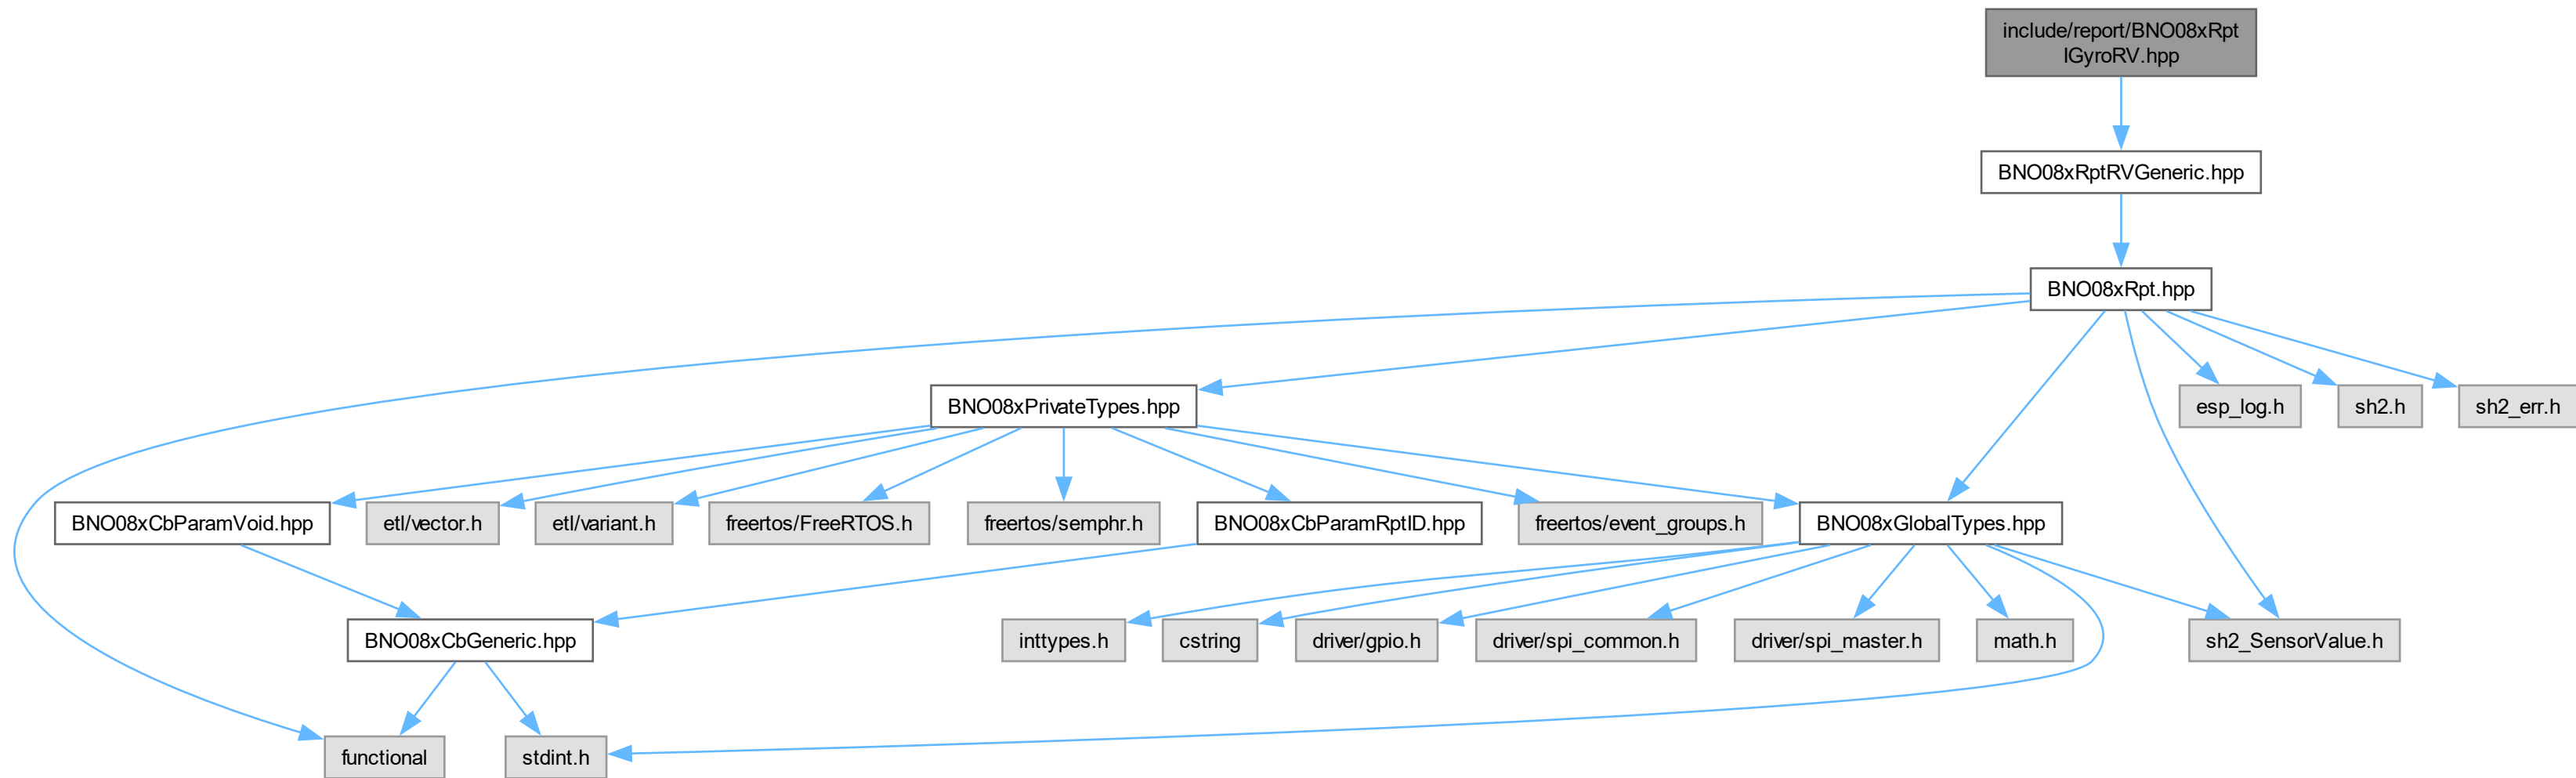 include/report/BNO08xRpt
IGyroRV.hpp
BNO08xRptRVGeneric.hpp
BNO08xRpt.hpp
BNO08xPrivateTypes.hpp
esp_log.h
sh2.h
sh2_err.h
BNO08xCbParamVoid.hpp
etl/vector.h
etl/variant.h
freertos/FreeRTOS.h
freertos/semphr.h
BNO08xCbParamRptID.hpp
freertos/event_groups.h
BNO08xGlobalTypes.hpp
BNO08xCbGeneric.hpp
inttypes.h
cstring
driver/gpio.h
driver/spi_common.h
driver/spi_master.h
math.h
sh2_SensorValue.h
functional
stdint.h